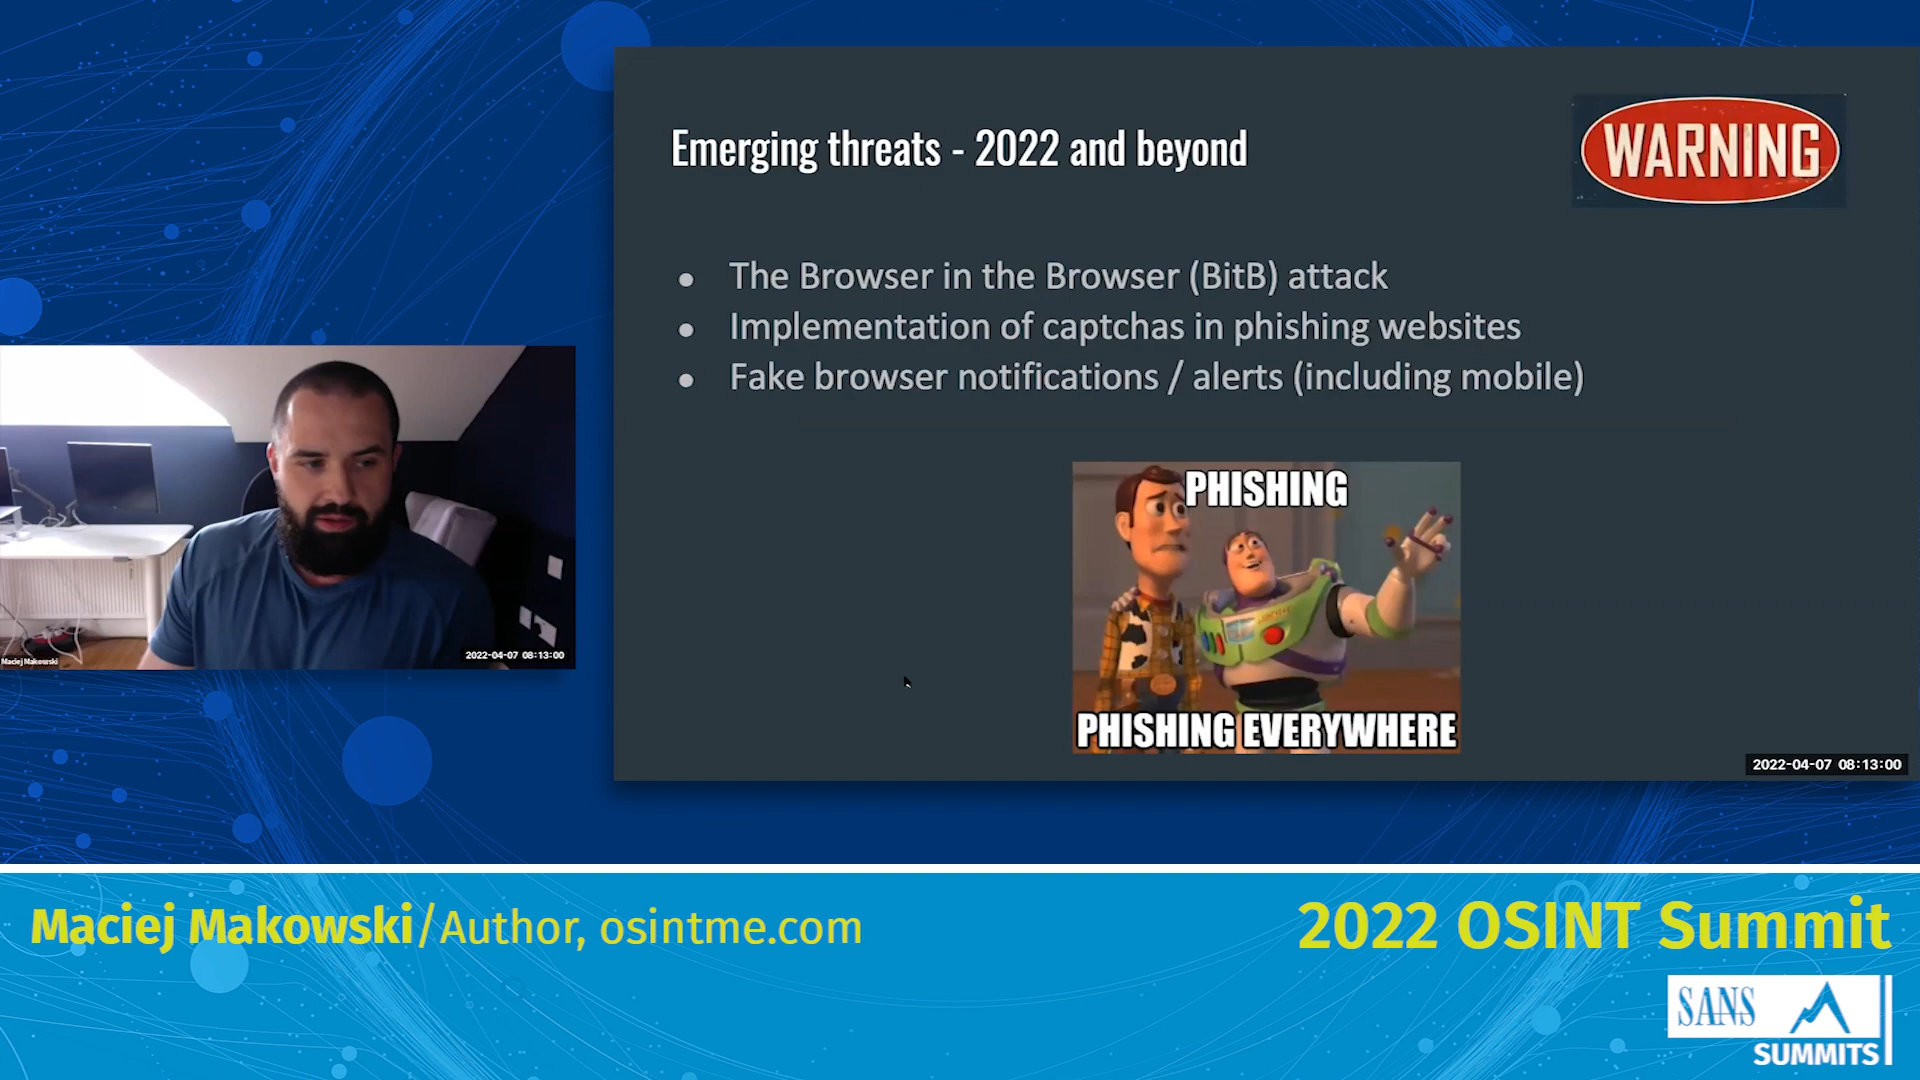 Emerging threats - 2022 and beyond
WARNING
● The Browser in the Browser (BitB) attack
● Implementation of captchas in phishing websites
● Fake browser notifications / alerts (including mobile)
PHISHING
PHISHING EVERYWHERE
2022-04-07 08:13:00
Maciej Makowski
2022-04-07 08:13:00
Maciej Makowski/Author, osintme.com
2022 OSINT Summit
SANS
SUMMITS